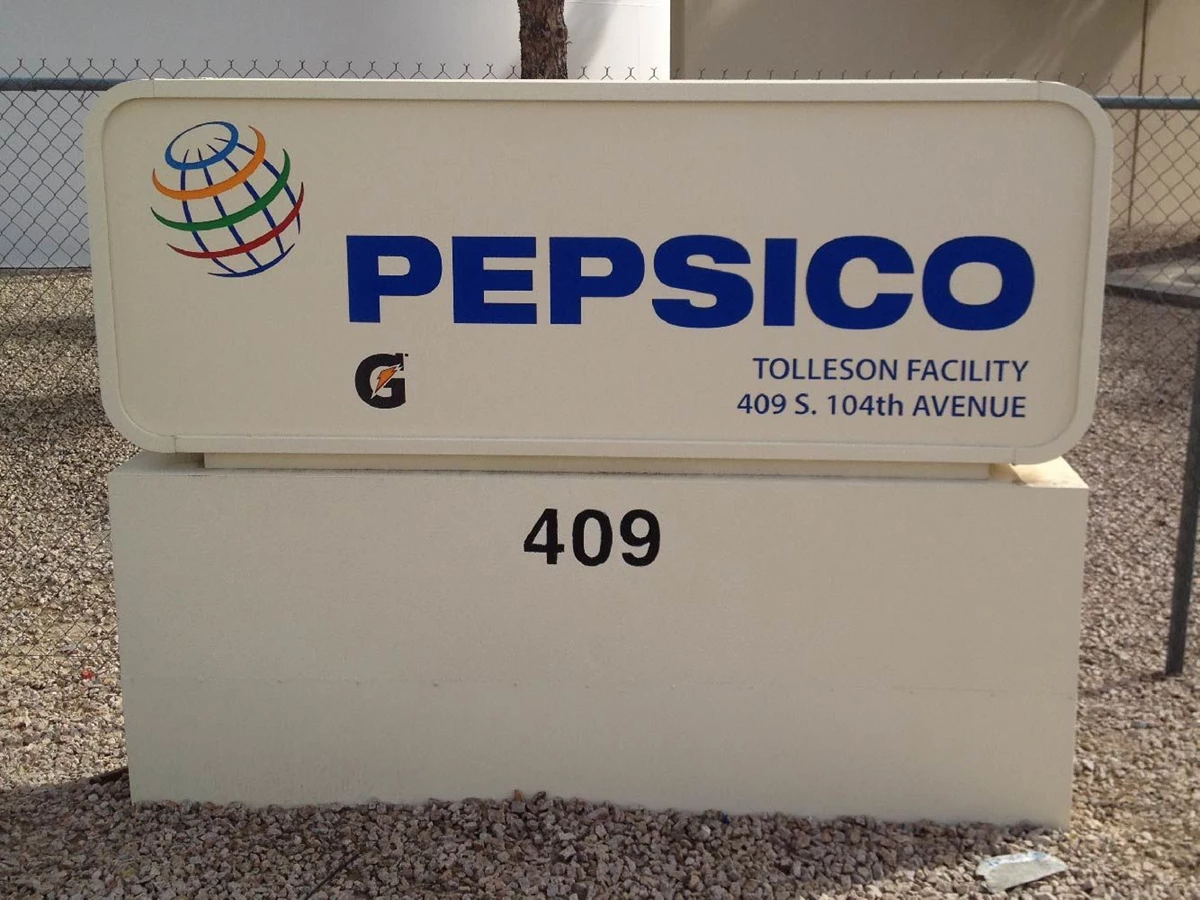 PEPSICO
G
TOLLESON FACILITY
409 S. 104th AVENUE
409